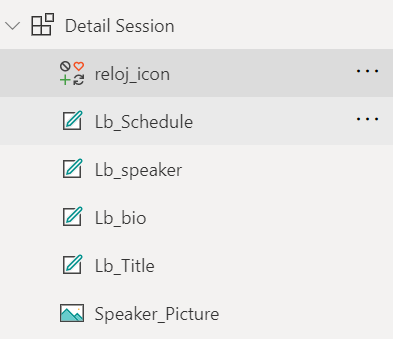 Detail Session
reloj_icon
Lb_Schedule
Lb_speaker
Lb_bio
Lb_Title
Speaker_Picture